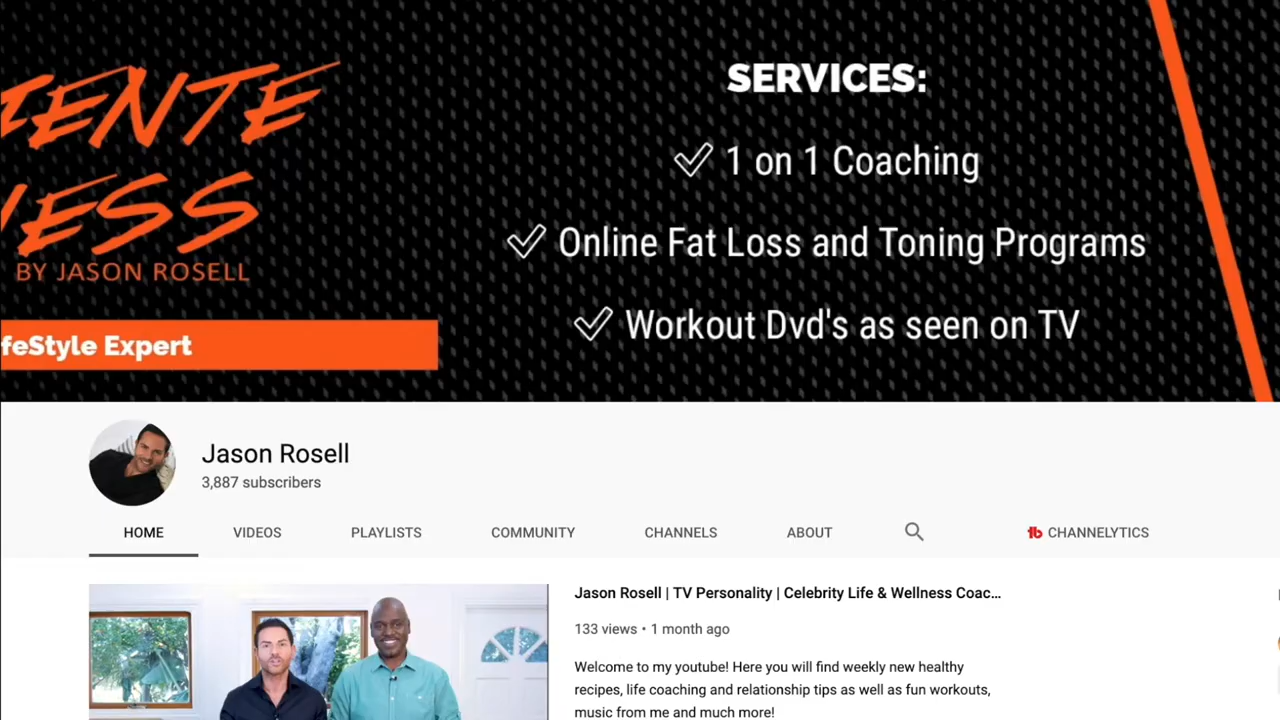 IENTE
NESS
BY JASON ROSELL
feStyle Expert
SERVICES:
1 on 1 Coaching
Online Fat Loss and Toning Programs
Workout Dvd's as seen on TV
Jason Rosell
3,887 subscribers
HOME VIDEOS PLAYLISTS COMMUNITY CHANNELS ABOUT tb CHANNELYTICS
Jason Rosell | TV Personality | Celebrity Life & Wellness Coac...
133 views • 1 month ago
Welcome to my youtube! Here you will find weekly new healthy
recipes, life coaching and relationship tips as well as fun workouts,
music from me and much more!